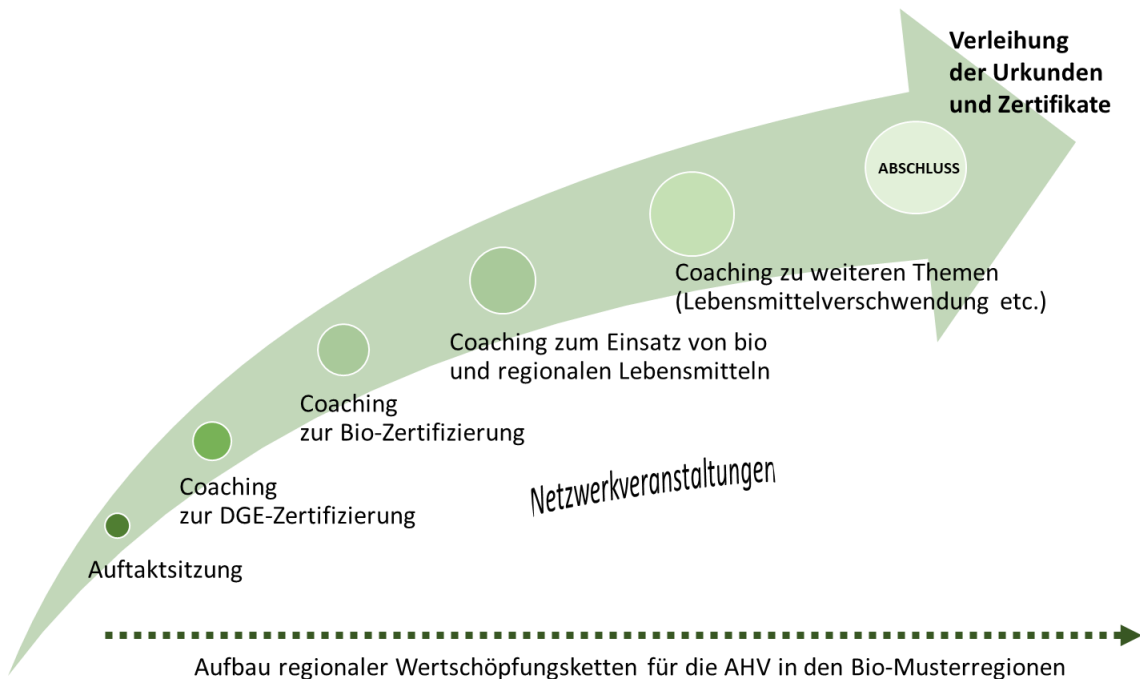 Verleihung
der Urkunden
und Zertifikate
ABSCHLUSS
Coaching zu weiteren Themen
(Lebensmittelverschwendung etc.)
Coaching zum Einsatz von bio
und regionalen Lebensmitteln
Coaching
zur Bio-Zertifizierung
Netzwerkveranstaltungen
Coaching
zur DGE-Zertifizierung
Auftaktsitzung
Aufbau regionaler Wertschöpfungsketten für die AHV in den Bio-Musterregionen